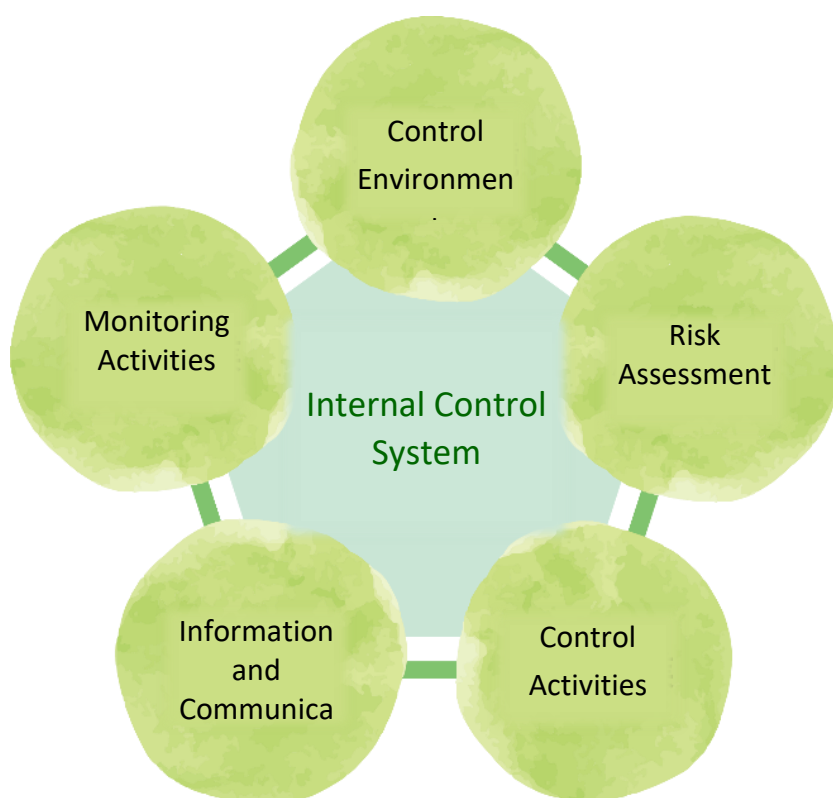 Control
Environmen
Monitoring
Activities
Risk
Assessment
Internal Control
System
Information
and
Communica
Control
Activities